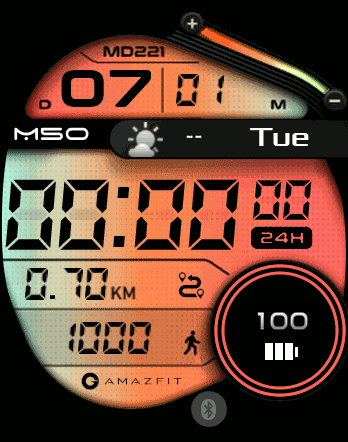 MD221
D 07 01 M
MSO -- Tue
00:00 00
24H
0.70 KM
100
1000
AMAZFIT